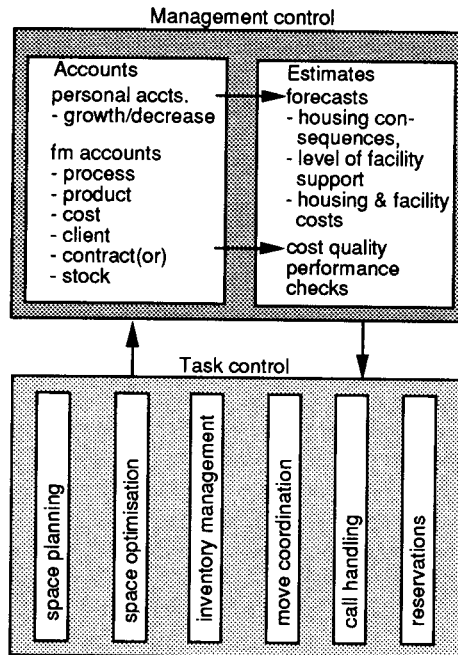 Management control
Accounts
personal accts.
- growth/decrease
fm accounts
- process
- product
- cost
- client
- contract(or)
- stock
Estimates
forecasts
- housing con-
sequences,
- level of facility
support
- housing & facility
costs
cost quality
performance
checks
Task control
space planning
space optimisation
inventory management
move coordination
call handling
reservations